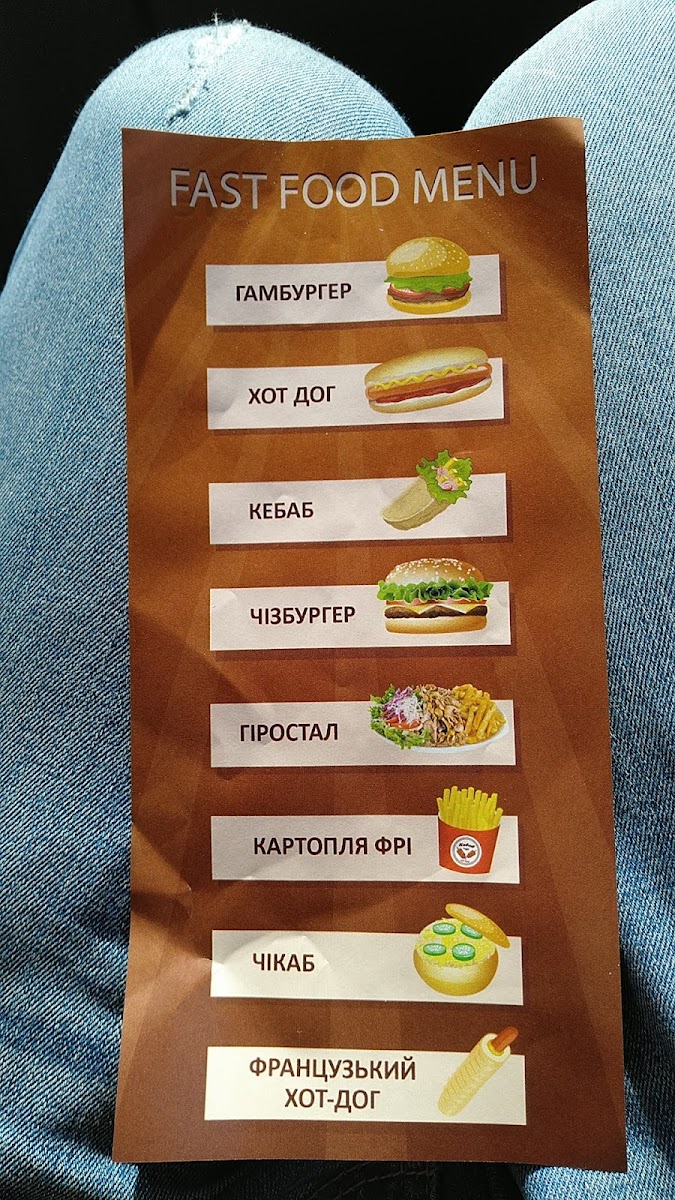 FAST FOOD MENU
ГАМБУРГЕР
ХОТ ДОГ
КЕБАБ
ЧІЗБУРГЕР
ГІРОСТАЛ
КАРТОПЛЯ ФРІ
ЧІКАБ
ФРАНЦУЗЬКИЙ
ХОТ-ДОГ